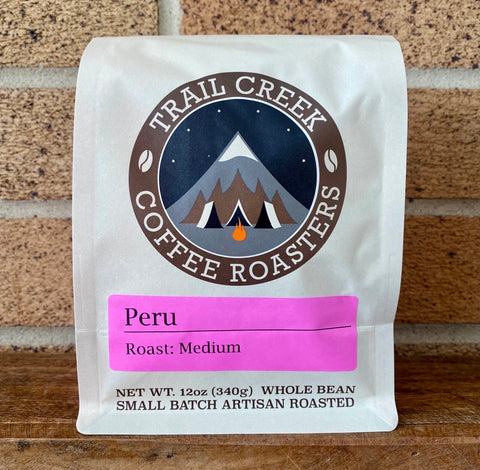 TRAIL CREEK
COFFEE ROASTERS
Peru
Roast: Medium
NET WT. 12oz (340g) WHOLE BEAN
SMALL BATCH ARTISAN ROASTED